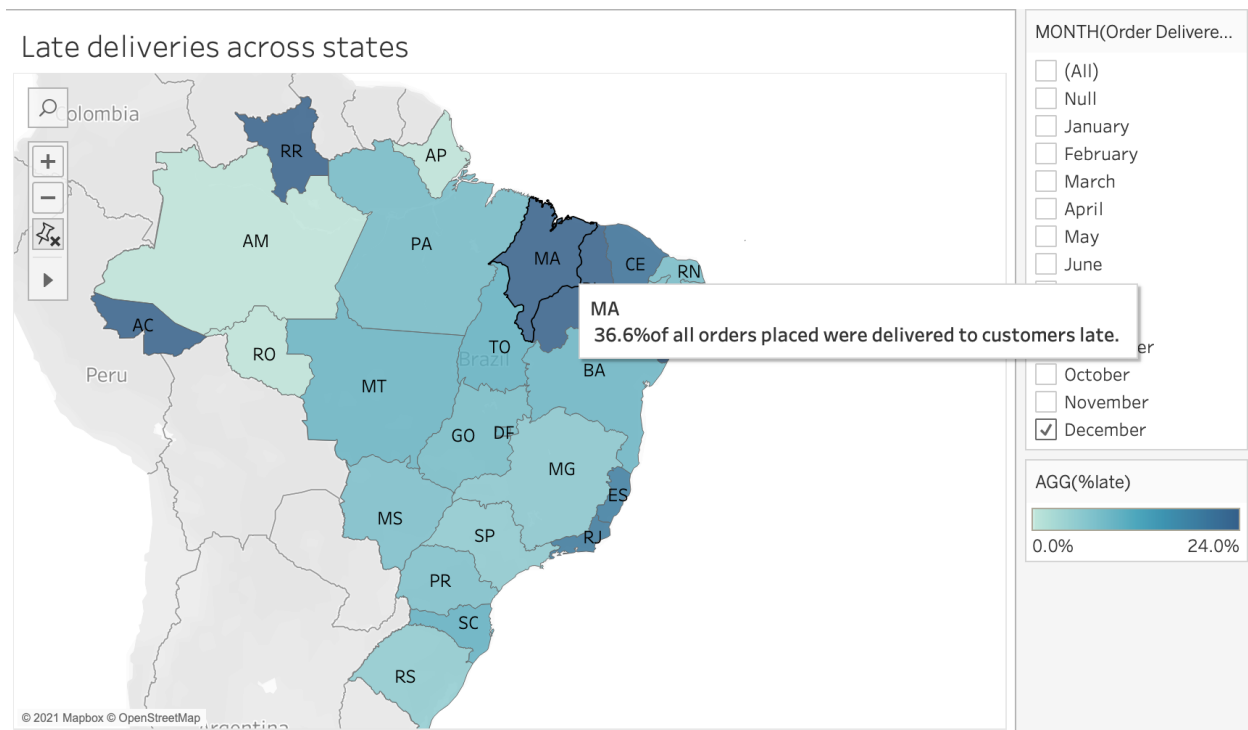 Late deliveries across states
Colombia
RR
AP
AM
PA
MA
CE
RN
AC
RO
Peru
MT
TO
Brazil
BA
GO
DF
MG
ES
MS
SP
RJ
PR
SC
RS
MA
36.6%of all orders placed were delivered to customers late.
© 2021 Mapbox © OpenStreetMap
Argentina
MONTH(Order Delivere...
(All)
Null
January
February
March
April
May
June
er
October
November
December
AGG(%late)
0.0%
24.0%